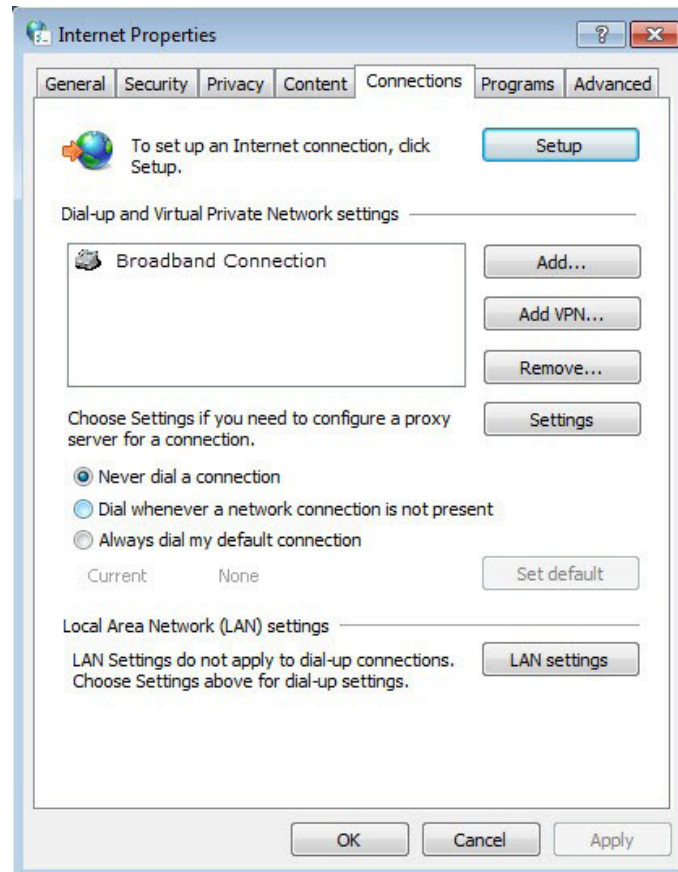 Internet Properties
?
General Security Privacy Content Connections Programs Advanced
To set up an Internet connection, click
Setup.
Setup
Dial-up and Virtual Private Network settings
Broadband Connection
Add...
Add VPN...
Remove...
Choose Settings if you need to configure a proxy
server for a connection.
Settings
Never dial a connection
Dial whenever a network connection is not present
Always dial my default connection
Current None
Set default
Local Area Network (LAN) settings
LAN Settings do not apply to dial-up connections.
Choose Settings above for dial-up settings.
LAN settings
OK Cancel Apply